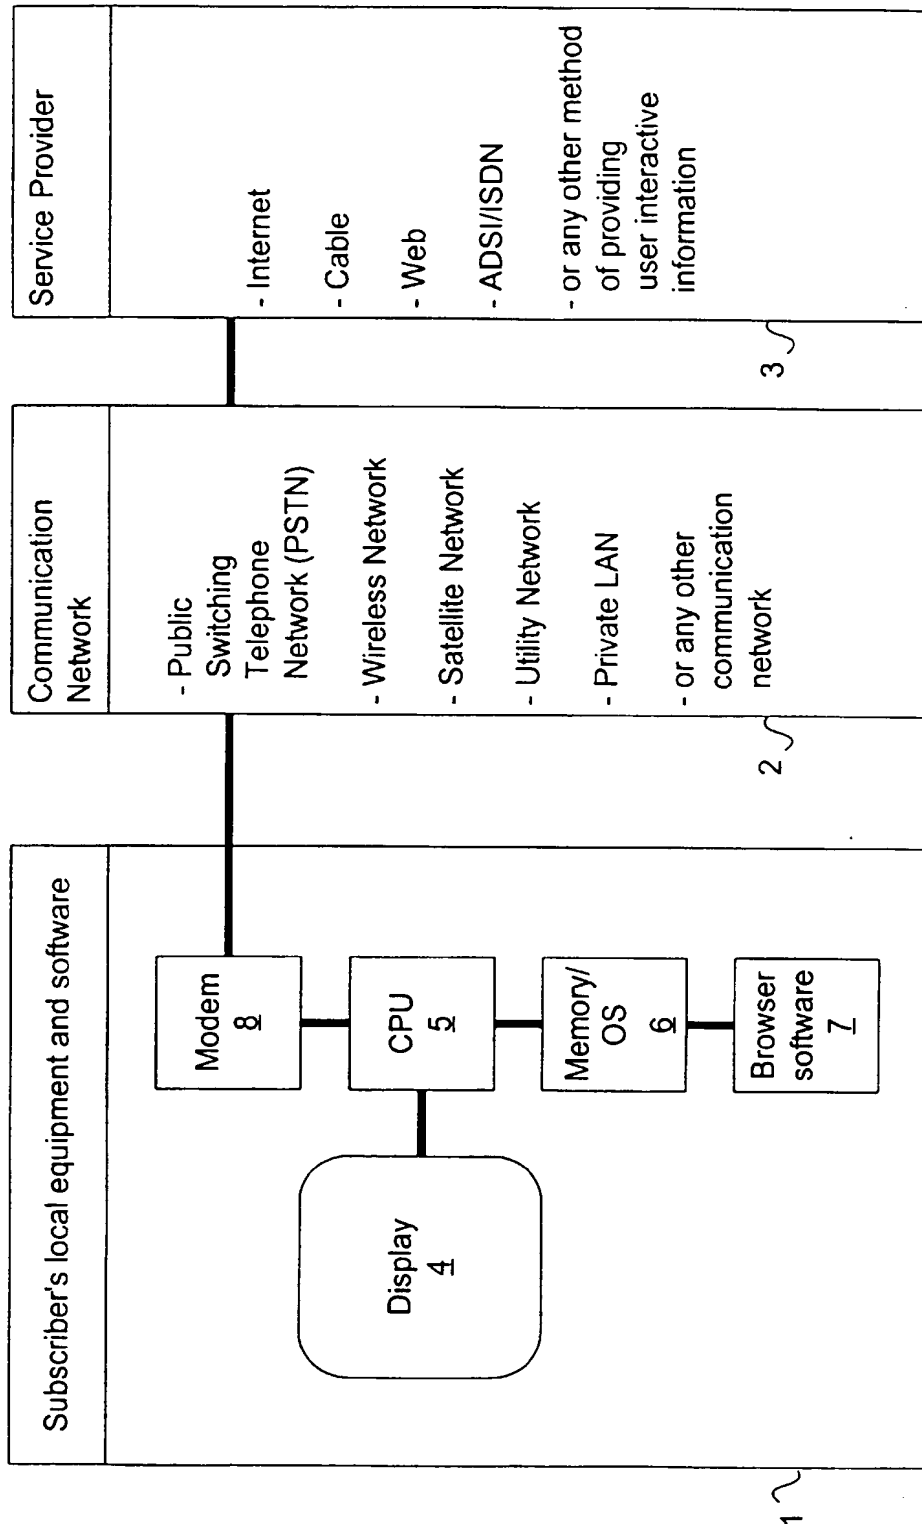 Subscriber's local equipment and software
Display
4
Modem
8
CPU
5
Memory/
OS
6
Browser
software
7
1
Communication
Network
- Public
Switching
Telephone
Network (PSTN)
- Wireless Network
- Satellite Network
- Utility Network
- Private LAN
- or any other
communication
network
2
Service Provider
- Internet
- Cable
- Web
- ADSI/ISDN
- or any other method
of providing
user interactive
information
3